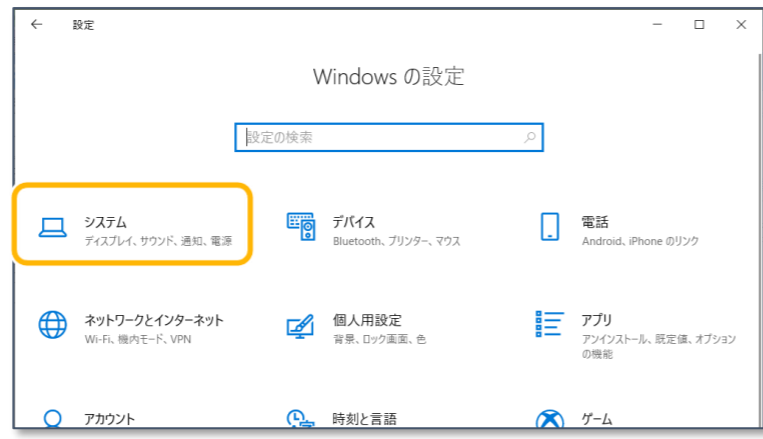 設定
Windows の設定
設定の検索
システム
ディスプレイ、サウンド、通知、電源
デバイス
Bluetooth、プリンター、マウス
電話
Android、iPhone のリンク
ネットワークとインターネット
Wi-Fi、機内モード、VPN
個人用設定
背景、ロック画面、色
アプリ
アンインストール、既定値、オプション
の機能
アカウント
時刻と言語
ゲーム